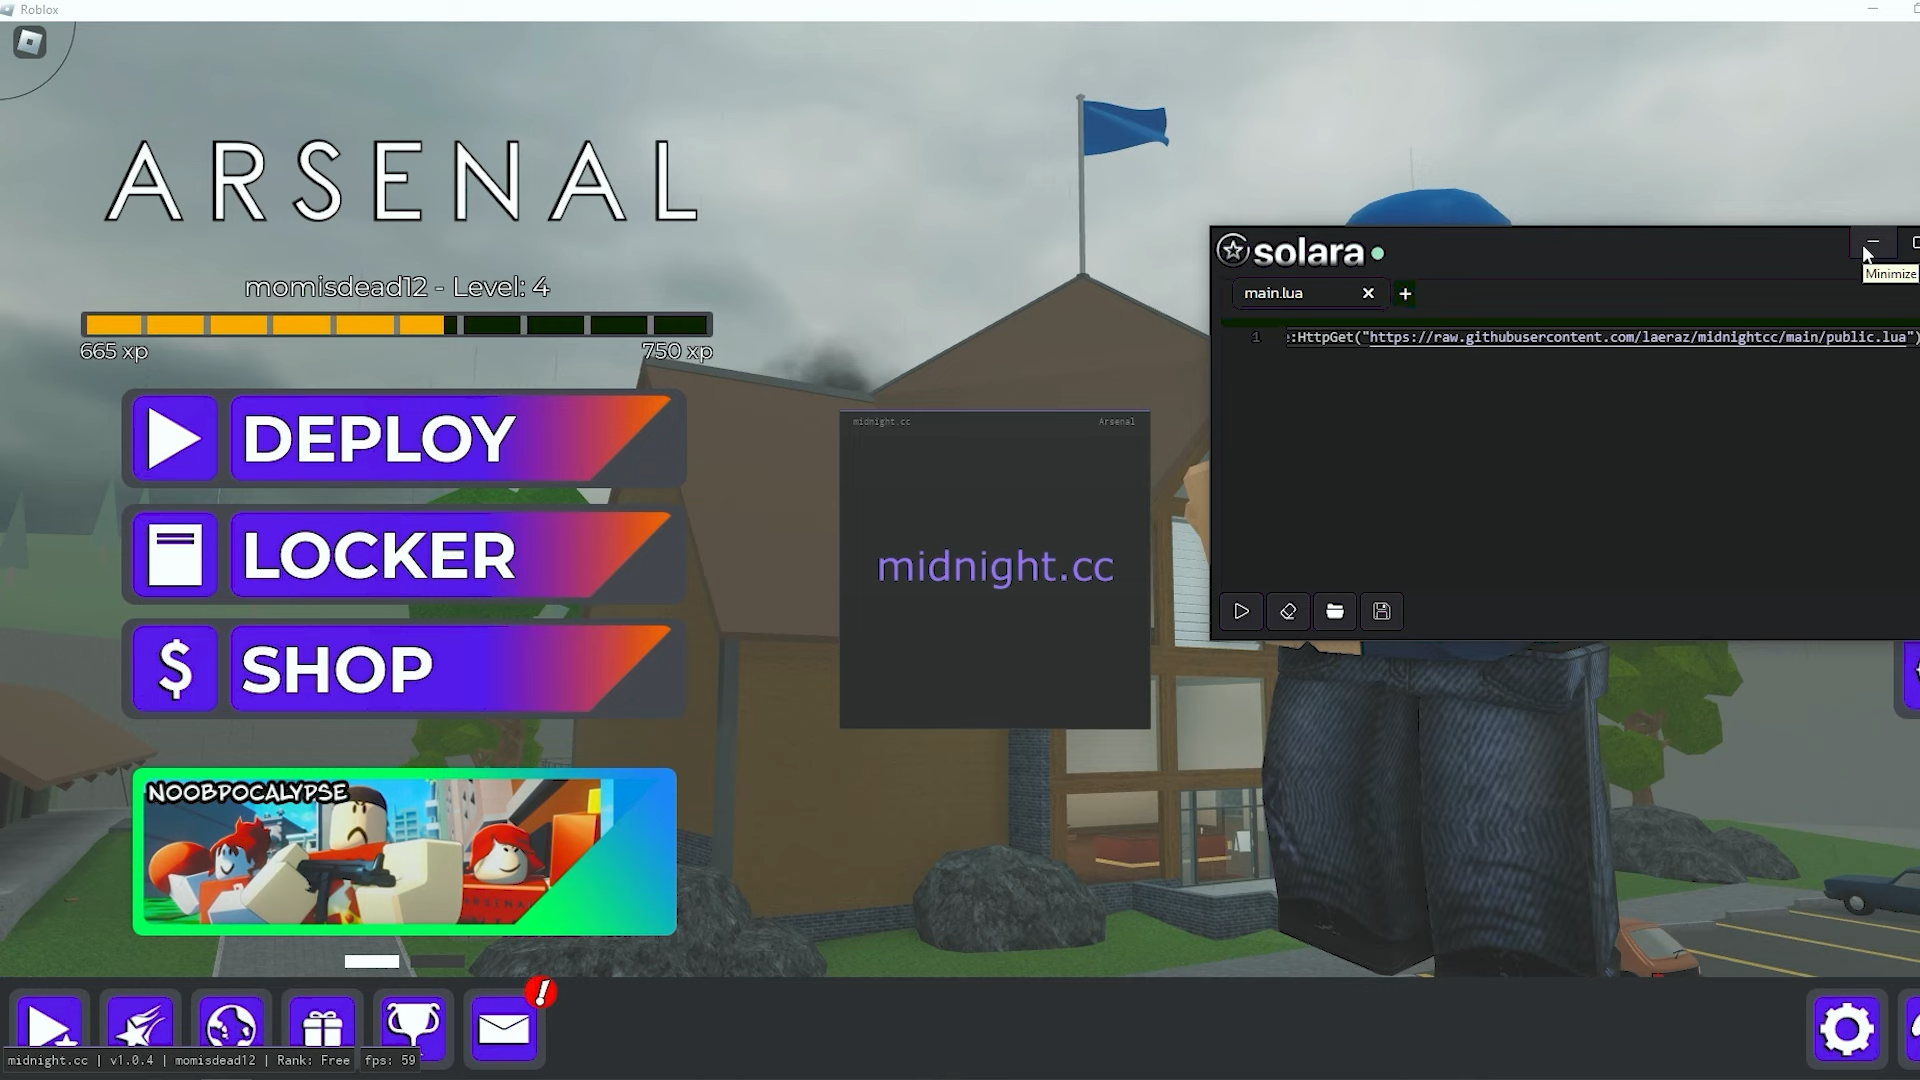 Roblox
ARSENAL
momisdead12 - Level: 4
665 xp
750 xp
DEPLOY
LOCKER
$ SHOP
NOOBPOCALYPSE
ARSENAL
midnight.cc
Arsenal
midnight.cc
solara
Minimize
main.lua
1 :HttpGet("https://raw.githubusercontent.com/laeraz/midnightcc/main/public.lua")
!
midnight.cc | v1.0.4 | momisdead12 | Rank: Free
fps: 59